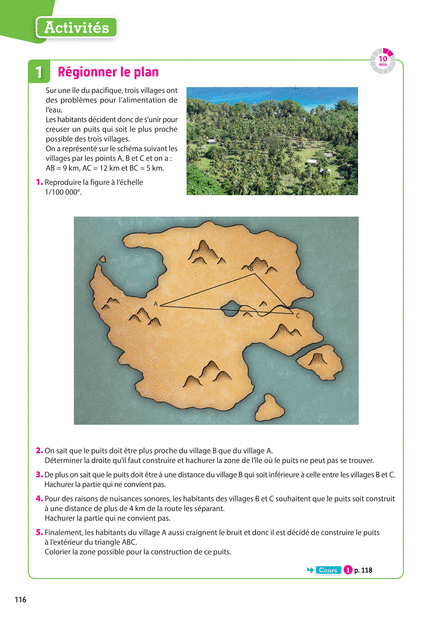 Activités
10
min
1 Régionner le plan
Sur une île du pacifique, trois villages ont
des problèmes pour l'alimentation de
l'eau.
Les habitants décident donc de s'unir pour
creuser un puits qui soit le plus proche
possible des trois villages.
On a représenté sur le schéma suivant les
villages par les points A, B et C et on a :
AB = 9 km, AC = 12 km et BC = 5 km.
1. Reproduire la figure à l'échelle
1/100 000e.
B
A
C
2. On sait que le puits doit être plus proche du village B que du village A.
Déterminer la droite qu'il faut construire et hachurer la zone de l'île où le puits ne peut pas se trouver.
3. De plus on sait que le puits doit être à une distance du village B qui soit inférieure à celle entre les villages B et C.
Hachurer la partie qui ne convient pas.
4. Pour des raisons de nuisances sonores, les habitants des villages B et C souhaitent que le puits soit construit
à une distance de plus de 4 km de la route les séparant.
Hachurer la partie qui ne convient pas.
5. Finalement, les habitants du village A aussi craignent le bruit et donc il est décidé de construire le puits
à l'extérieur du triangle ABC.
Colorier la zone possible pour la construction de ce puits.
Cours 1 p. 118
116